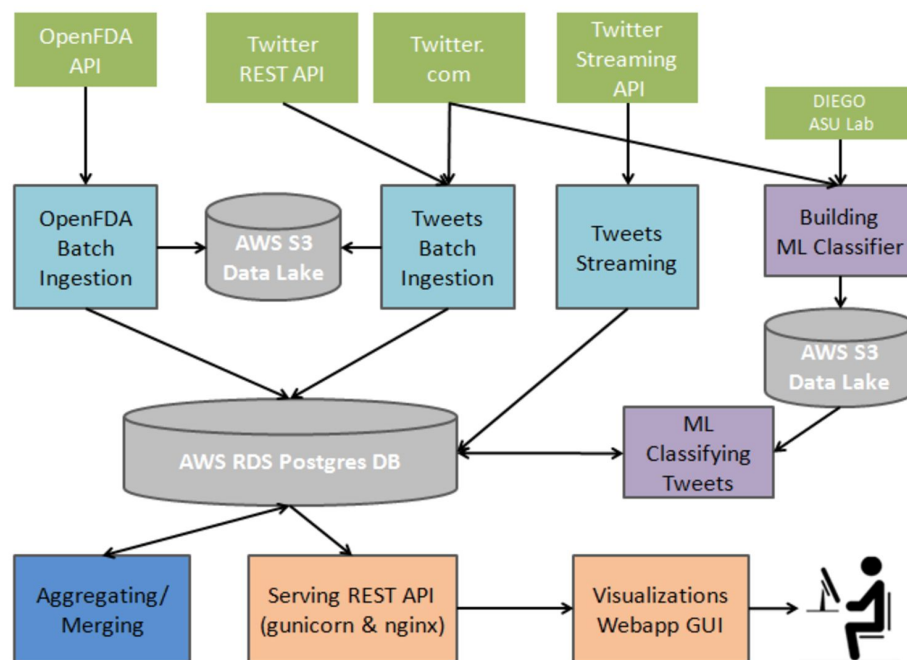 OpenFDA
API
Twitter
REST API
Twitter.
com
Twitter
Streaming
API
DIEGO
ASU Lab
OpenFDA
Batch
Ingestion
AWS S3
Data Lake
Tweets
Batch
Ingestion
Tweets
Streaming
Building
ML Classifier
AWS S3
Data Lake
AWS RDS Postgres DB
ML
Classifying
Tweets
Aggregating/
Merging
Serving REST API
(gunicorn & nginx)
Visualizations
Webapp GUI